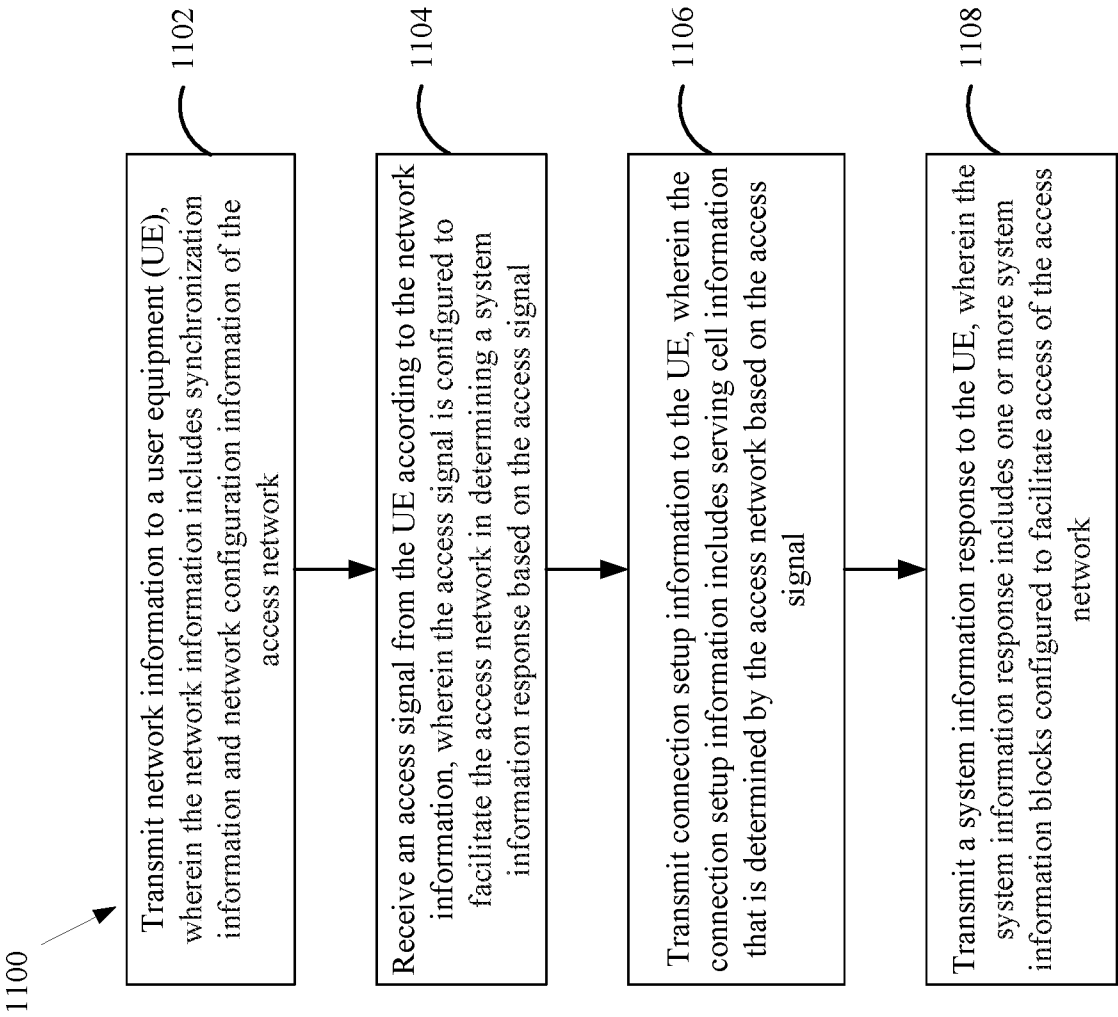 1100
Transmit network information to a user equipment (UE),
wherein the network information includes synchronization
information and network configuration information of the
access network
1102
Receive an access signal from the UE according to the network
information, wherein the access signal is configured to
facilitate the access network in determining a system
information response based on the access signal
1104
Transmit connection setup information to the UE, wherein the
connection setup information includes serving cell information
that is determined by the access network based on the access
signal
1106
Transmit a system information response to the UE, wherein the
system information response includes one or more system
information blocks configured to facilitate access of the access
network
1108